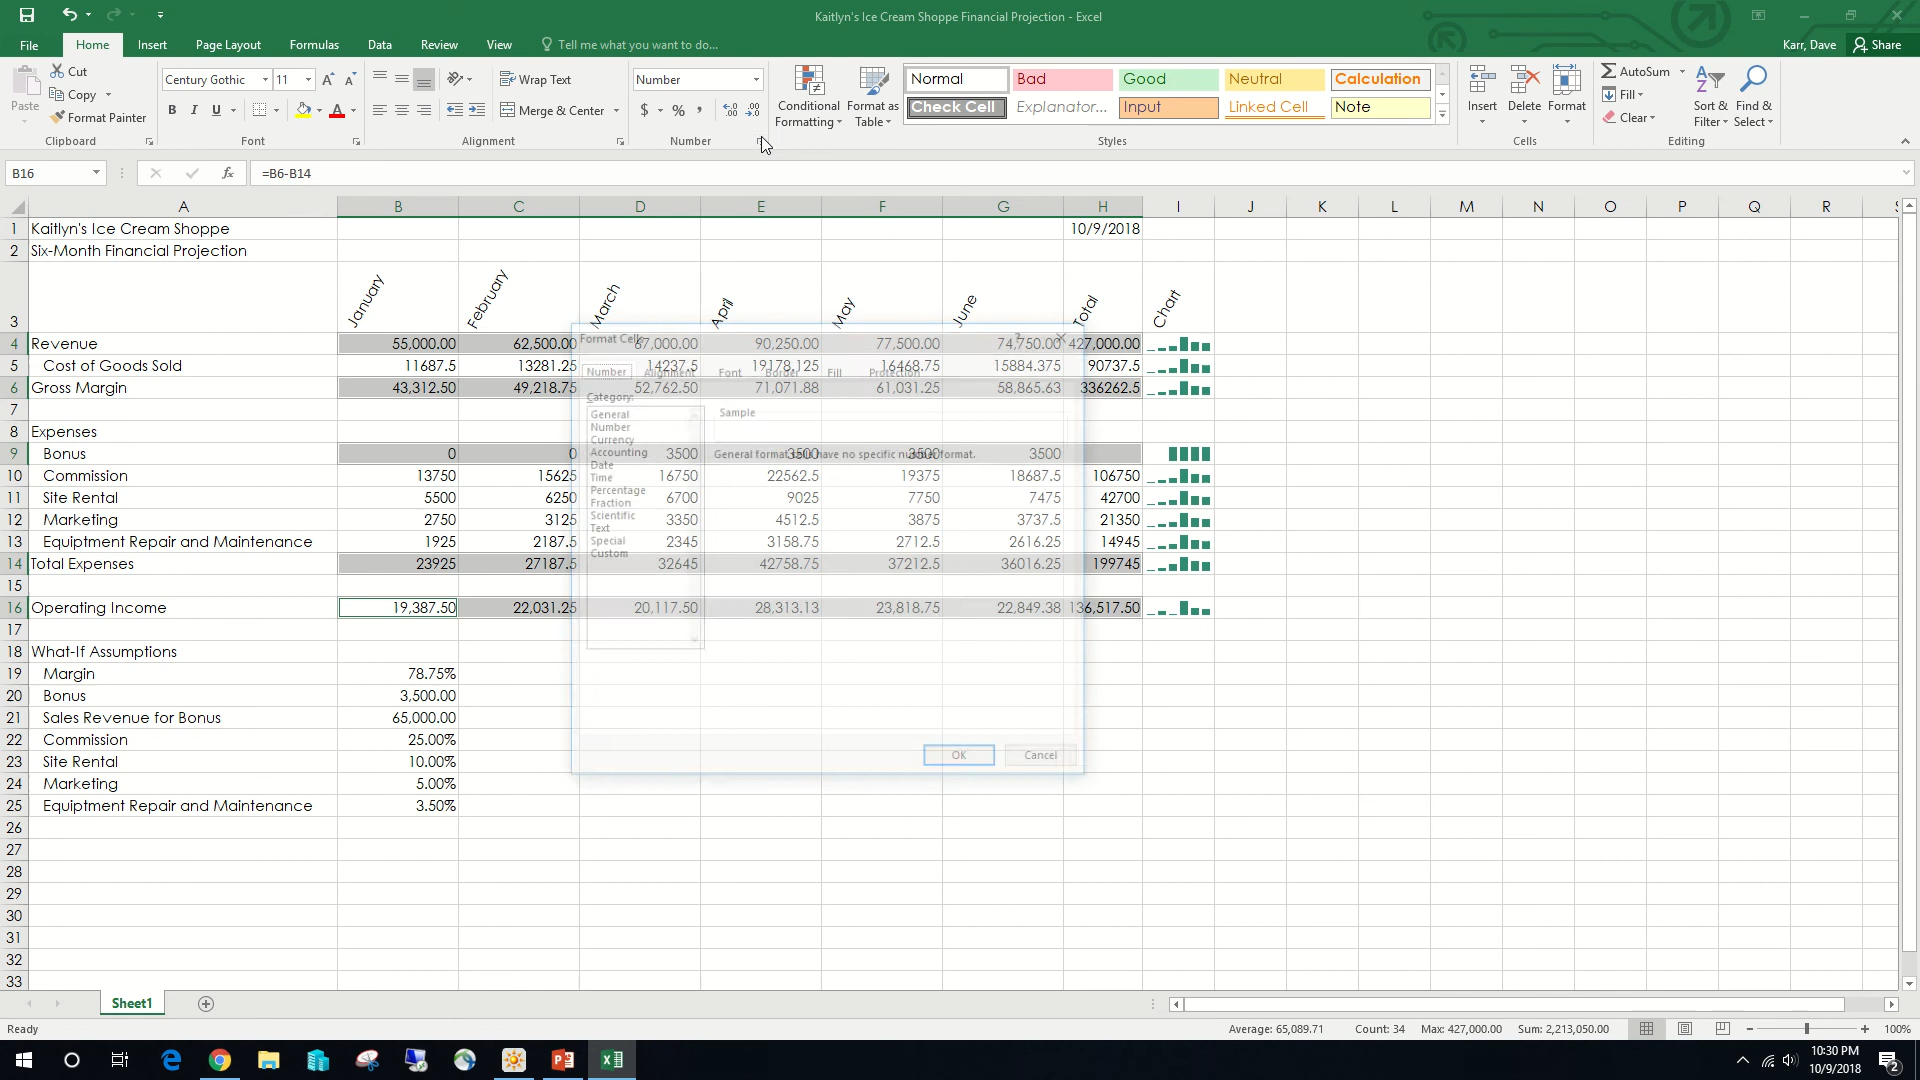 Kaitlyn's Ice Cream Shoppe Financial Projection - Excel
File Home Insert Page Layout Formulas Data Review View Tell me what you want to do... Karr, Dave Share
Paste Cut Copy Format Painter
Clipboard
Century Gothic 11 A A
B I U A
Font
Wrap Text
Merge & Center
Alignment
Number
$ % ,
Number
Conditional Formatting
Format as Table
Normal Bad Good Neutral Calculation
Check Cell Explanator... Input Linked Cell Note
Styles
Insert Delete Format
Cells
AutoSum
Fill
Clear
Sort & Filter
Find & Select
Editing
B16 fx =B6-B14
A B C D E F G H I J K L M N O P Q R
1 Kaitlyn's Ice Cream Shoppe 10/9/2018
2 Six-Month Financial Projection
3 January February March April May June Total Chart
4 Revenue 55,000.00 62,500.00 67,000.00 90,250.00 77,500.00 74,750.00 427,000.00
5 Cost of Goods Sold 11687.5 13281.25 14237.5 19178.125 16468.75 15884.375 90737.5
6 Gross Margin 43,312.50 49,218.75 52,762.50 71,071.88 61,031.25 58,865.63 336262.5
7
8 Expenses
9 Bonus 0 0 3500 3500 3500 3500
10 Commission 13750 15625 16750 22562.5 19375 18687.5 106750
11 Site Rental 5500 6250 6700 9025 7750 7475 42700
12 Marketing 2750 3125 3350 4512.5 3875 3737.5 21350
13 Equiptment Repair and Maintenance 1925 2187.5 2345 3158.75 2712.5 2616.25 14945
14 Total Expenses 23925 27187.5 32645 42758.75 37212.5 36016.25 199745
15
16 Operating Income 19,387.50 22,031.25 20,117.50 28,313.13 23,818.75 22,849.38 136,517.50
17
18 What-If Assumptions
19 Margin 78.75%
20 Bonus 3,500.00
21 Sales Revenue for Bonus 65,000.00
22 Commission 25.00%
23 Site Rental 10.00%
24 Marketing 5.00%
25 Equiptment Repair and Maintenance 3.50%
26
27
28
29
30
31
32
33
Format Cells ?
Number Alignment Font Border Fill Protection
Category:
General
Number
Currency
Accounting
Date
Time
Percentage
Fraction
Scientific
Text
Special
Custom
Sample
General format cells have no specific number format.
OK Cancel
Sheet1
Ready Average: 65,089.71 Count: 34 Max: 427,000.00 Sum: 2,213,050.00 100%
10:30 PM
10/9/2018
2